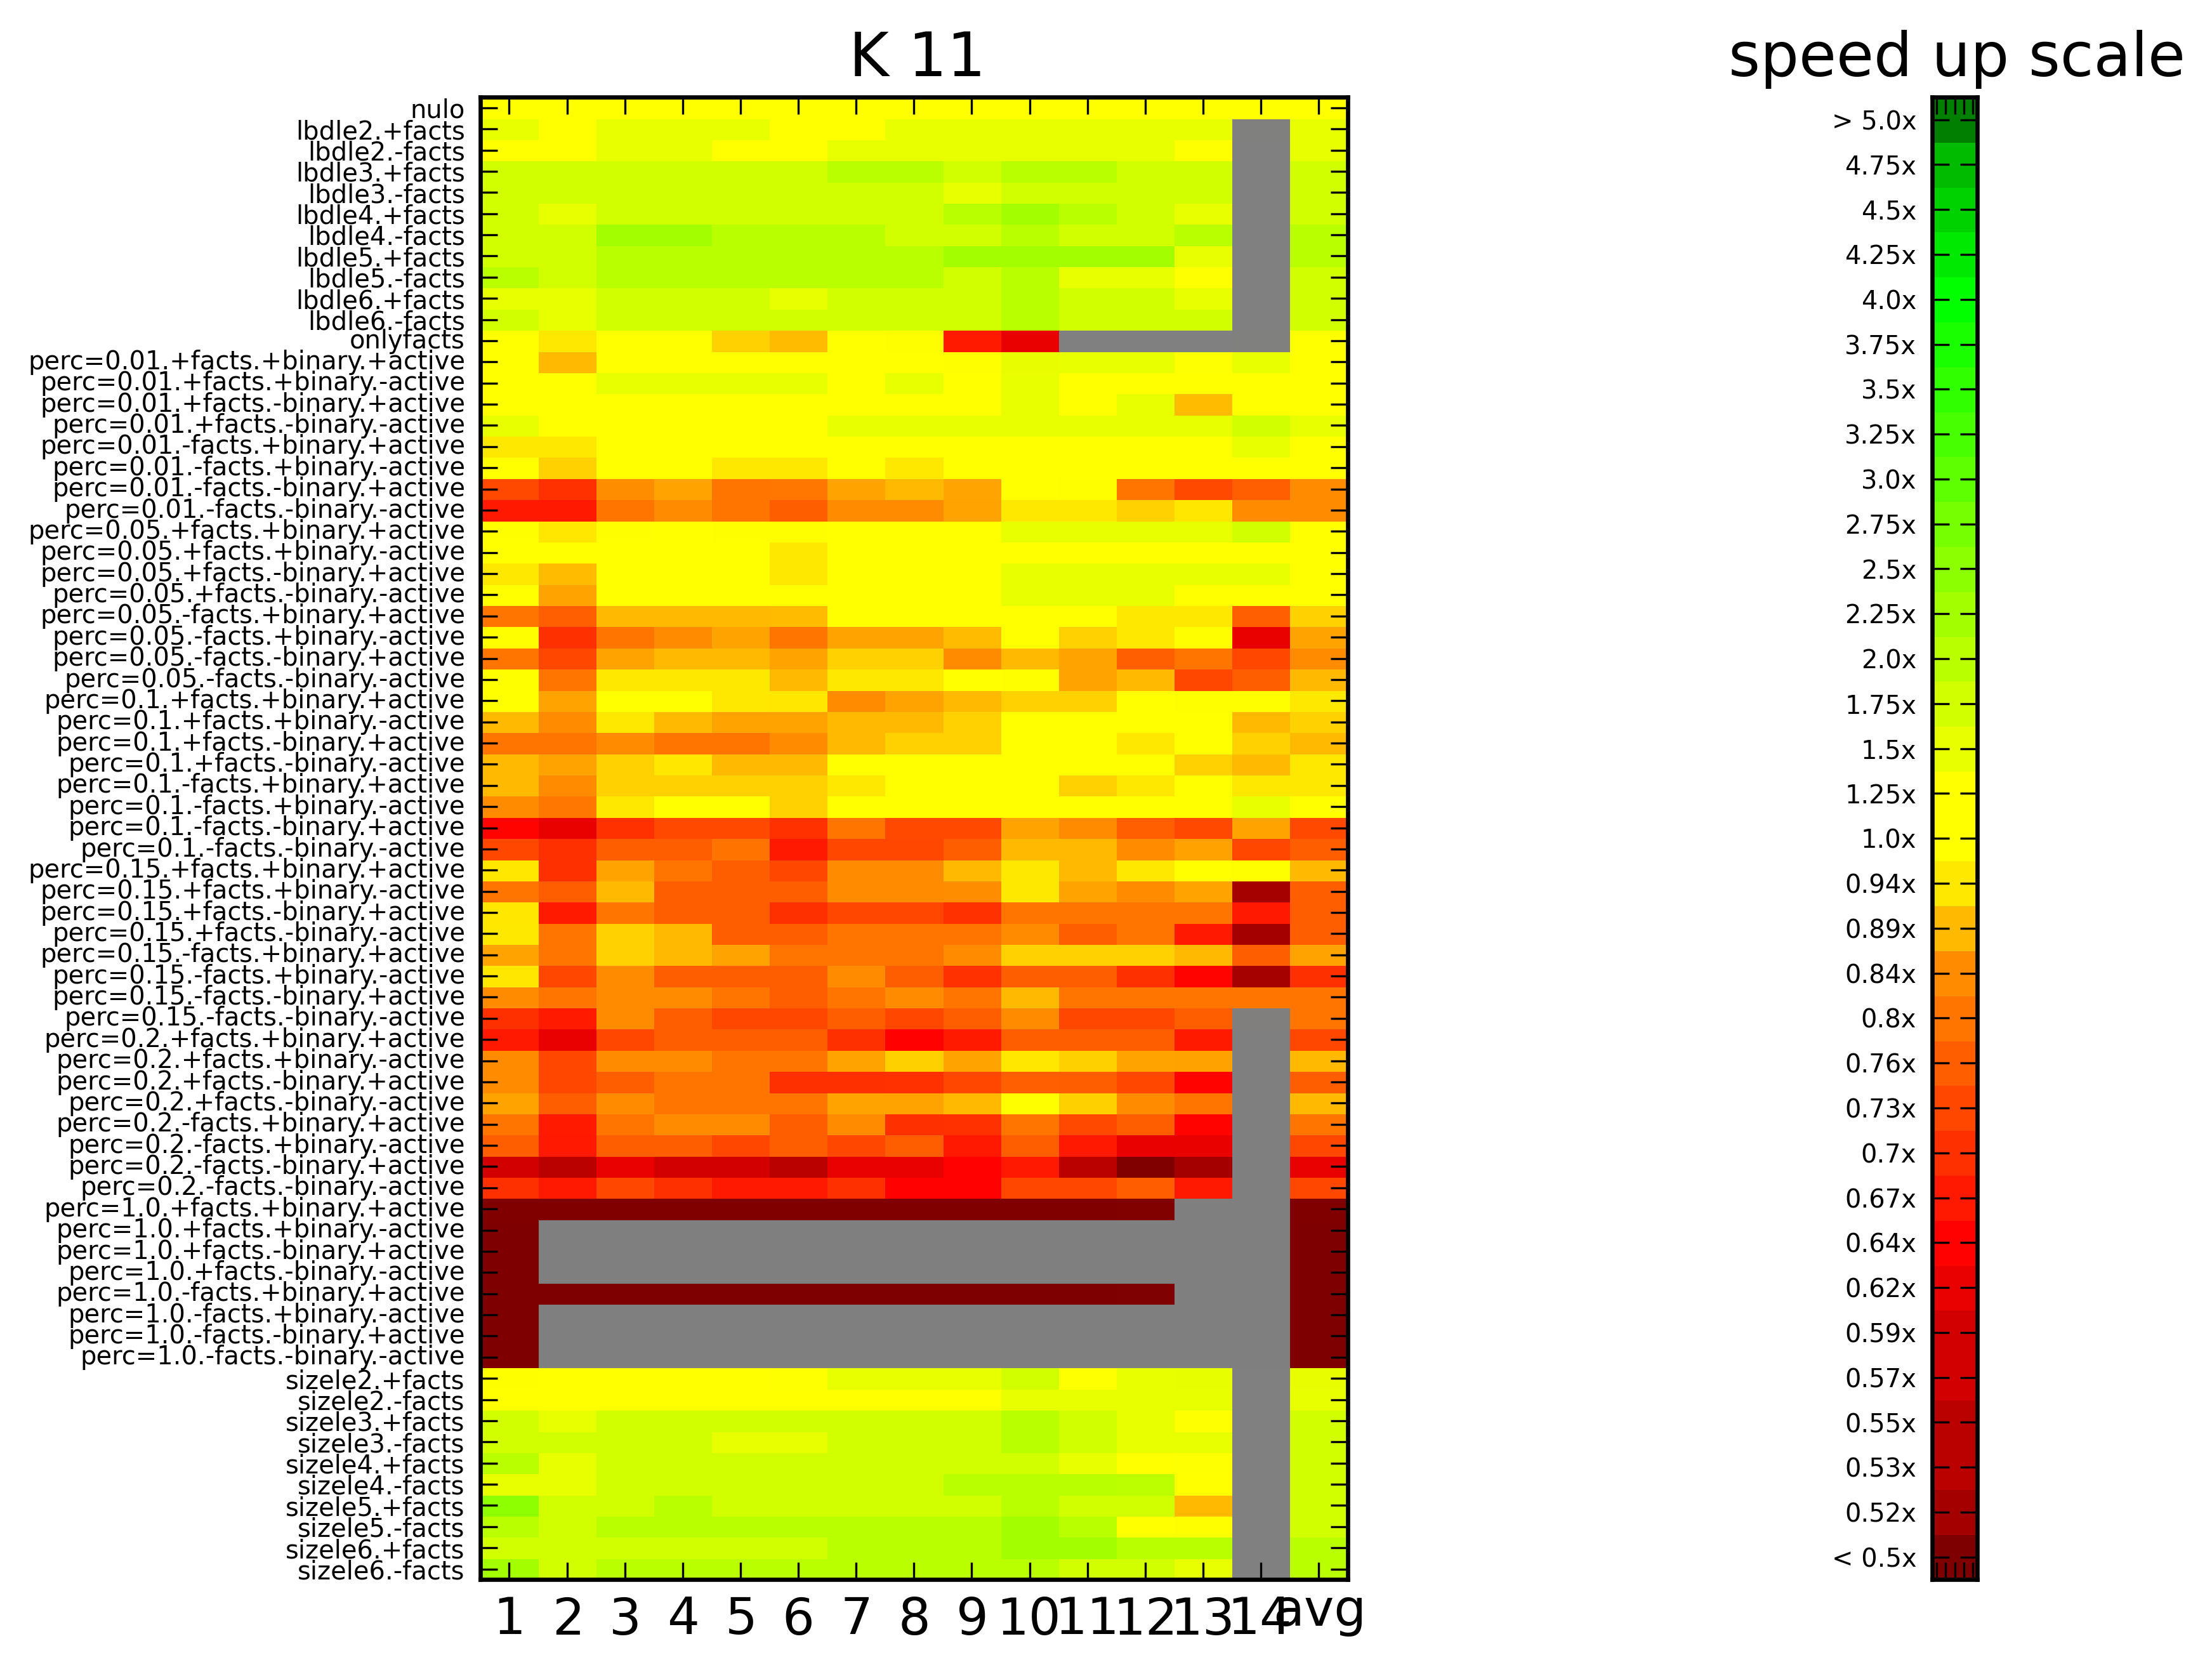 K 11
speed up scale
nulo
lbdle2.+facts
lbdle2.-facts
lbdle3.+facts
lbdle3.-facts
lbdle4.+facts
lbdle4.-facts
lbdle5.+facts
lbdle5.-facts
lbdle6.+facts
lbdle6.-facts
onlyfacts
perc=0.01.+facts.+binary.+active
perc=0.01.+facts.+binary.-active
perc=0.01.+facts.-binary.+active
perc=0.01.+facts.-binary.-active
perc=0.01.-facts.+binary.+active
perc=0.01.-facts.+binary.-active
perc=0.01.-facts.-binary.+active
perc=0.01.-facts.-binary.-active
perc=0.05.+facts.+binary.+active
perc=0.05.+facts.+binary.-active
perc=0.05.+facts.-binary.+active
perc=0.05.+facts.-binary.-active
perc=0.05.-facts.+binary.+active
perc=0.05.-facts.+binary.-active
perc=0.05.-facts.-binary.+active
perc=0.05.-facts.-binary.-active
perc=0.1.+facts.+binary.+active
perc=0.1.+facts.+binary.-active
perc=0.1.+facts.-binary.+active
perc=0.1.+facts.-binary.-active
perc=0.1.-facts.+binary.+active
perc=0.1.-facts.+binary.-active
perc=0.1.-facts.-binary.+active
perc=0.1.-facts.-binary.-active
perc=0.15.+facts.+binary.+active
perc=0.15.+facts.+binary.-active
perc=0.15.+facts.-binary.+active
perc=0.15.+facts.-binary.-active
perc=0.15.-facts.+binary.+active
perc=0.15.-facts.+binary.-active
perc=0.15.-facts.-binary.+active
perc=0.15.-facts.-binary.-active
perc=0.2.+facts.+binary.+active
perc=0.2.+facts.+binary.-active
perc=0.2.+facts.-binary.+active
perc=0.2.+facts.-binary.-active
perc=0.2.-facts.+binary.+active
perc=0.2.-facts.+binary.-active
perc=0.2.-facts.-binary.+active
perc=0.2.-facts.-binary.-active
perc=1.0.+facts.+binary.+active
perc=1.0.+facts.+binary.-active
perc=1.0.+facts.-binary.+active
perc=1.0.+facts.-binary.-active
perc=1.0.-facts.+binary.+active
perc=1.0.-facts.+binary.-active
perc=1.0.-facts.-binary.+active
perc=1.0.-facts.-binary.-active
sizele2.+facts
sizele2.-facts
sizele3.+facts
sizele3.-facts
sizele4.+facts
sizele4.-facts
sizele5.+facts
sizele5.-facts
sizele6.+facts
sizele6.-facts
1 2 3 4 5 6 7 8 9 10 11 12 13 14 avg
> 5.0x
4.75x
4.5x
4.25x
4.0x
3.75x
3.5x
3.25x
3.0x
2.75x
2.5x
2.25x
2.0x
1.75x
1.5x
1.25x
1.0x
0.94x
0.89x
0.84x
0.8x
0.76x
0.73x
0.7x
0.67x
0.64x
0.62x
0.59x
0.57x
0.55x
0.53x
0.52x
< 0.5x